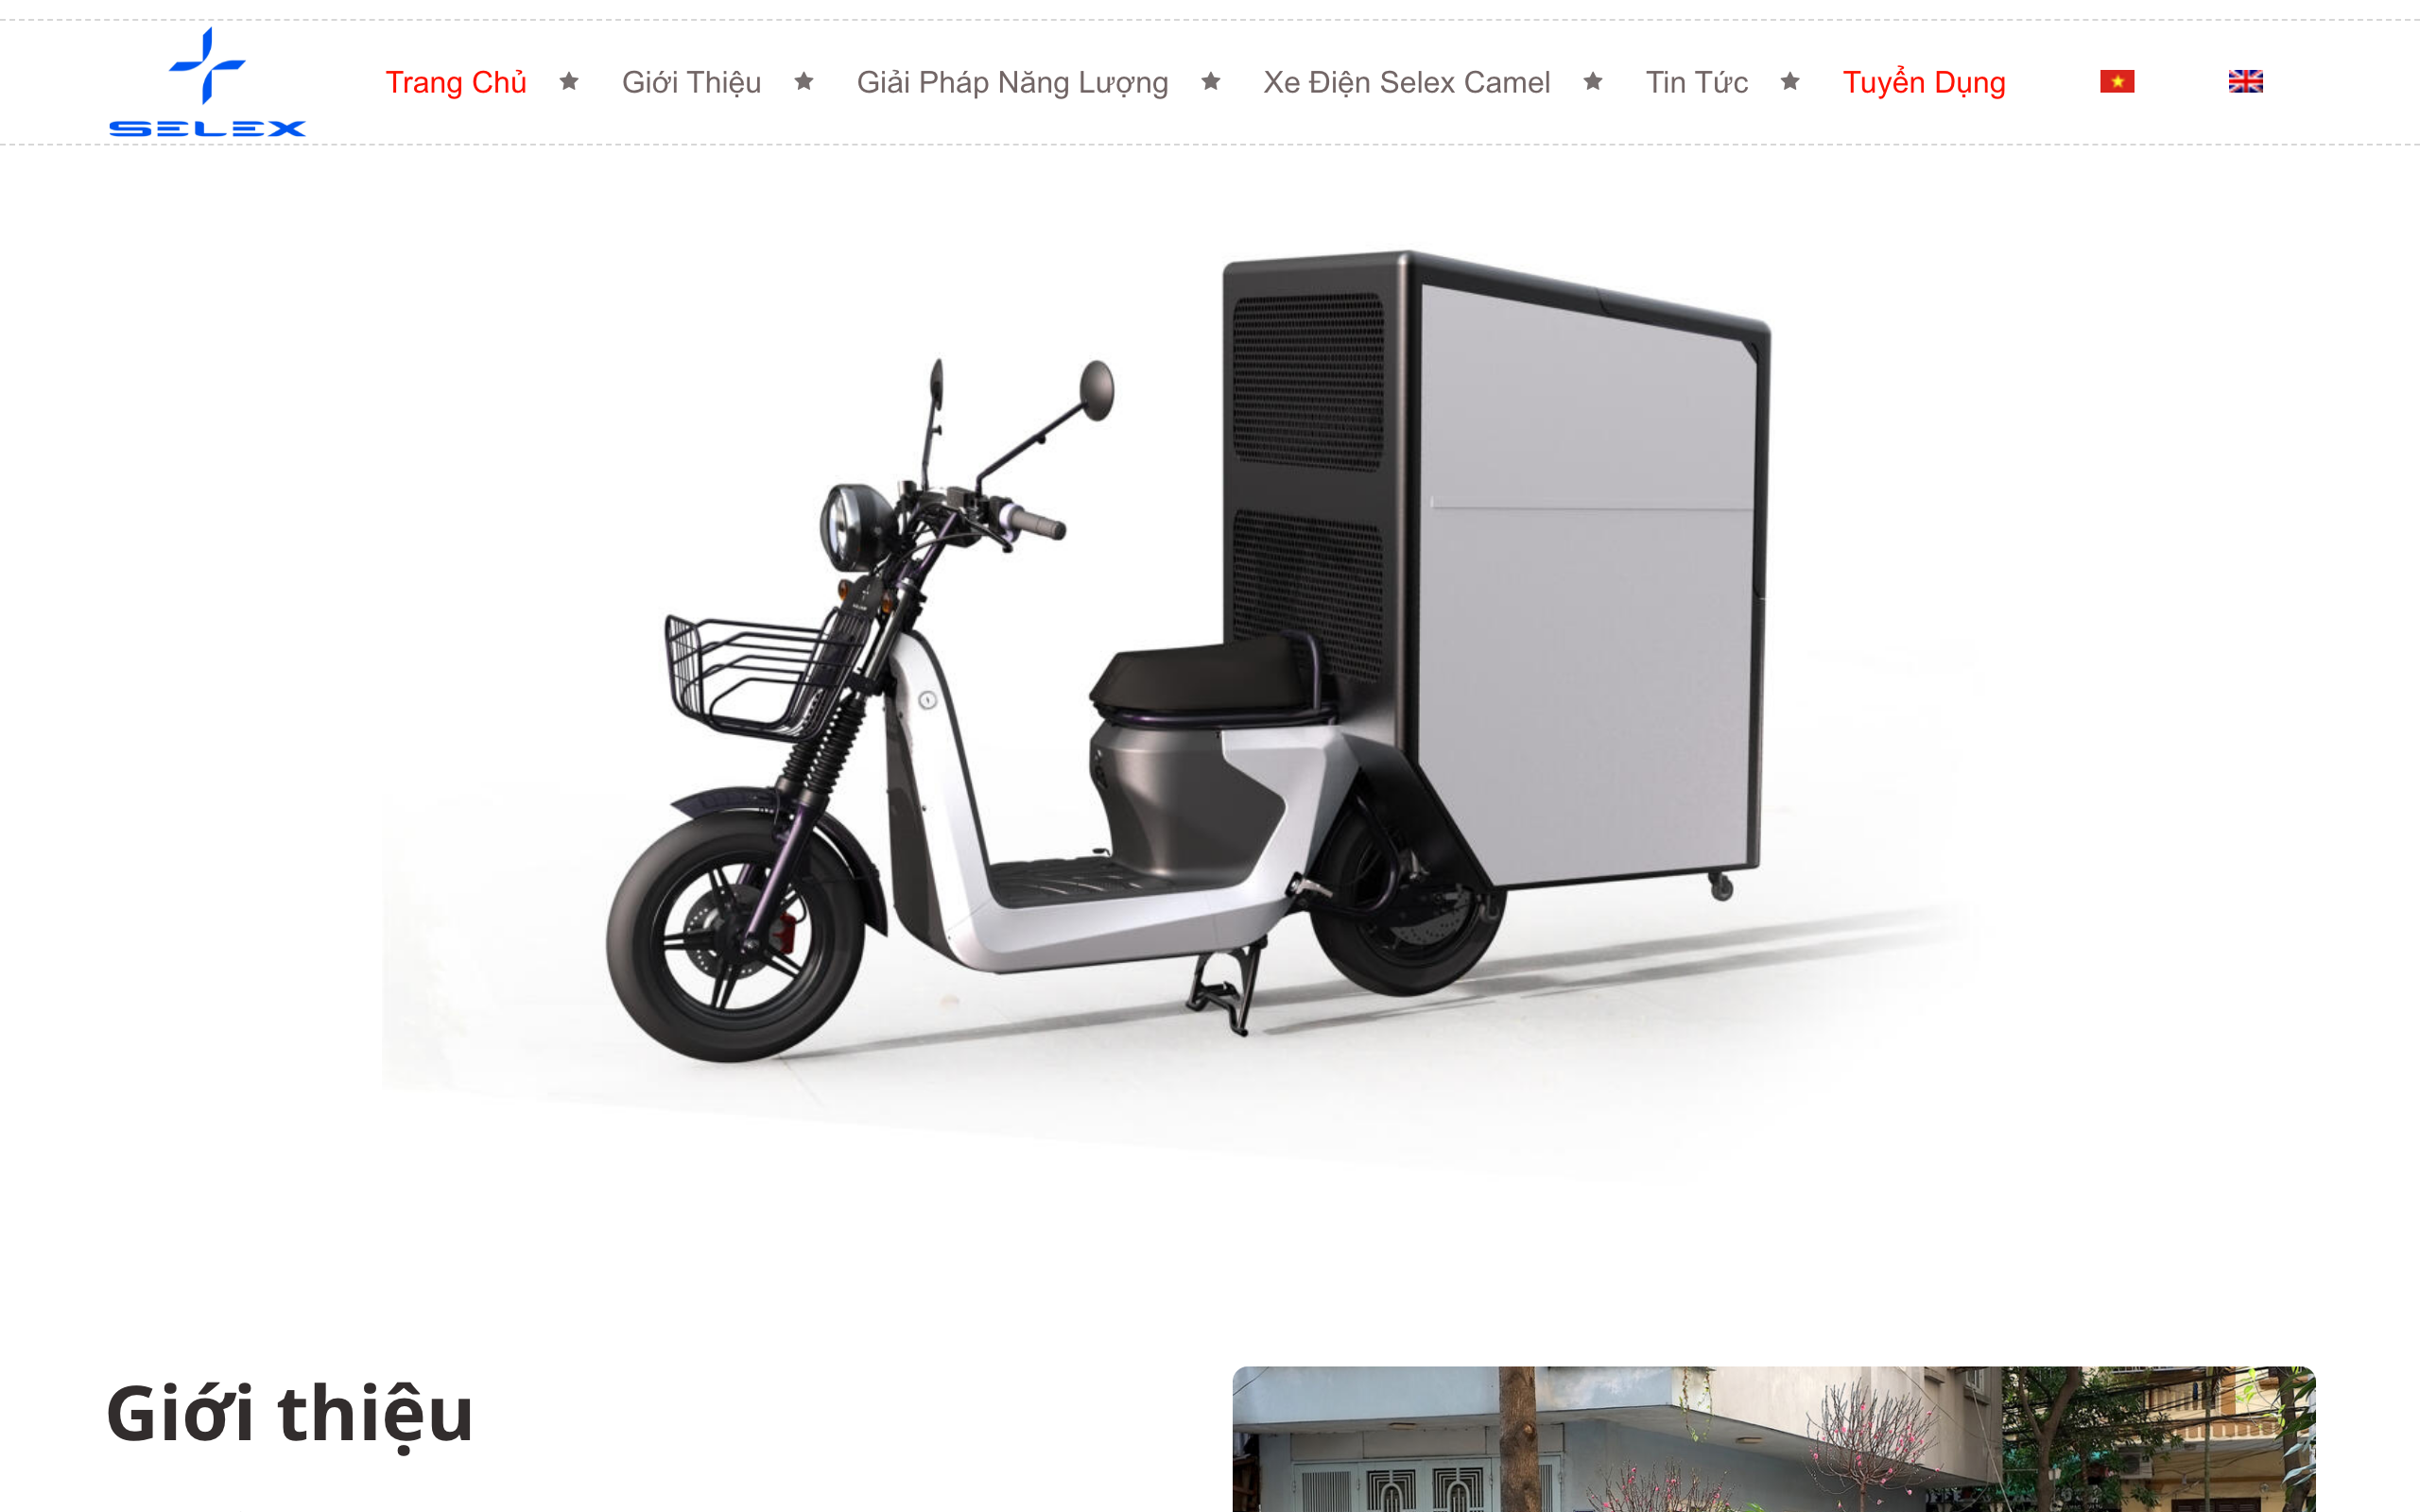 SELEX
Trang Chủ
Giới Thiệu
Giải Pháp Năng Lượng
Xe Điện Selex Camel
Tin Tức
Tuyển Dụng
Giới thiệu